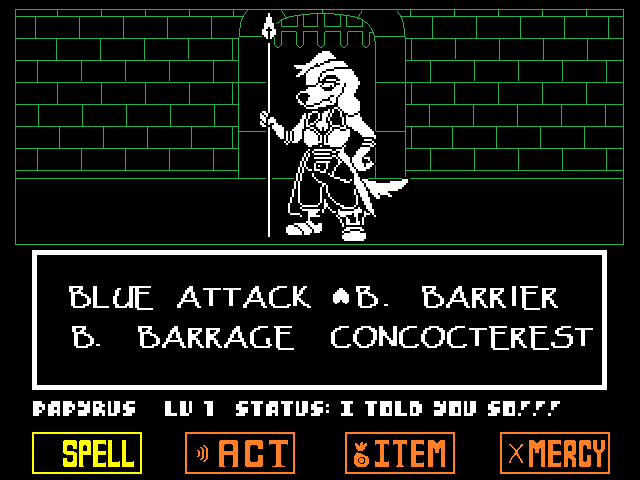 BLUE ATTACK B. BARRIER
B. BARRAGE CONCOCTEREST
PAPYRUS LV 1 STATUS: I TOLD YOU SO!!!
SPELL ACT ITEM MERCY